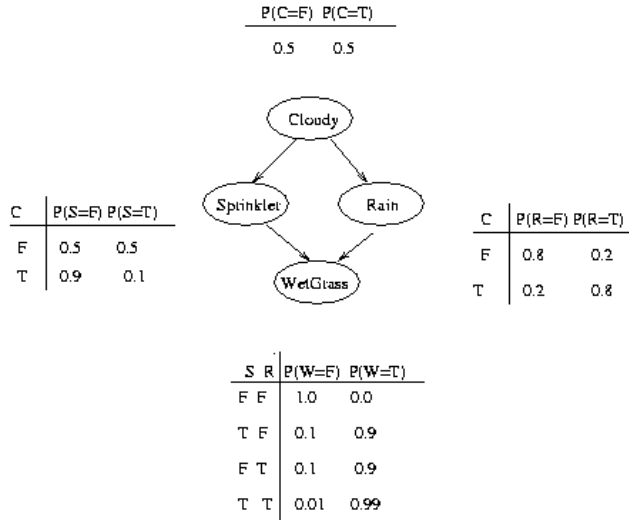 P(C=F) P(C=T)
0.5 0.5
Cloudy
Sprinkler
Rain
WetGrass
C P(S=F) P(S=T)
F 0.5 0.5
T 0.9 0.1
C P(R=F) P(R=T)
F 0.8 0.2
T 0.2 0.8
S R P(W=F) P(W=T)
F F 1.0 0.0
T F 0.1 0.9
F T 0.1 0.9
T T 0.01 0.99